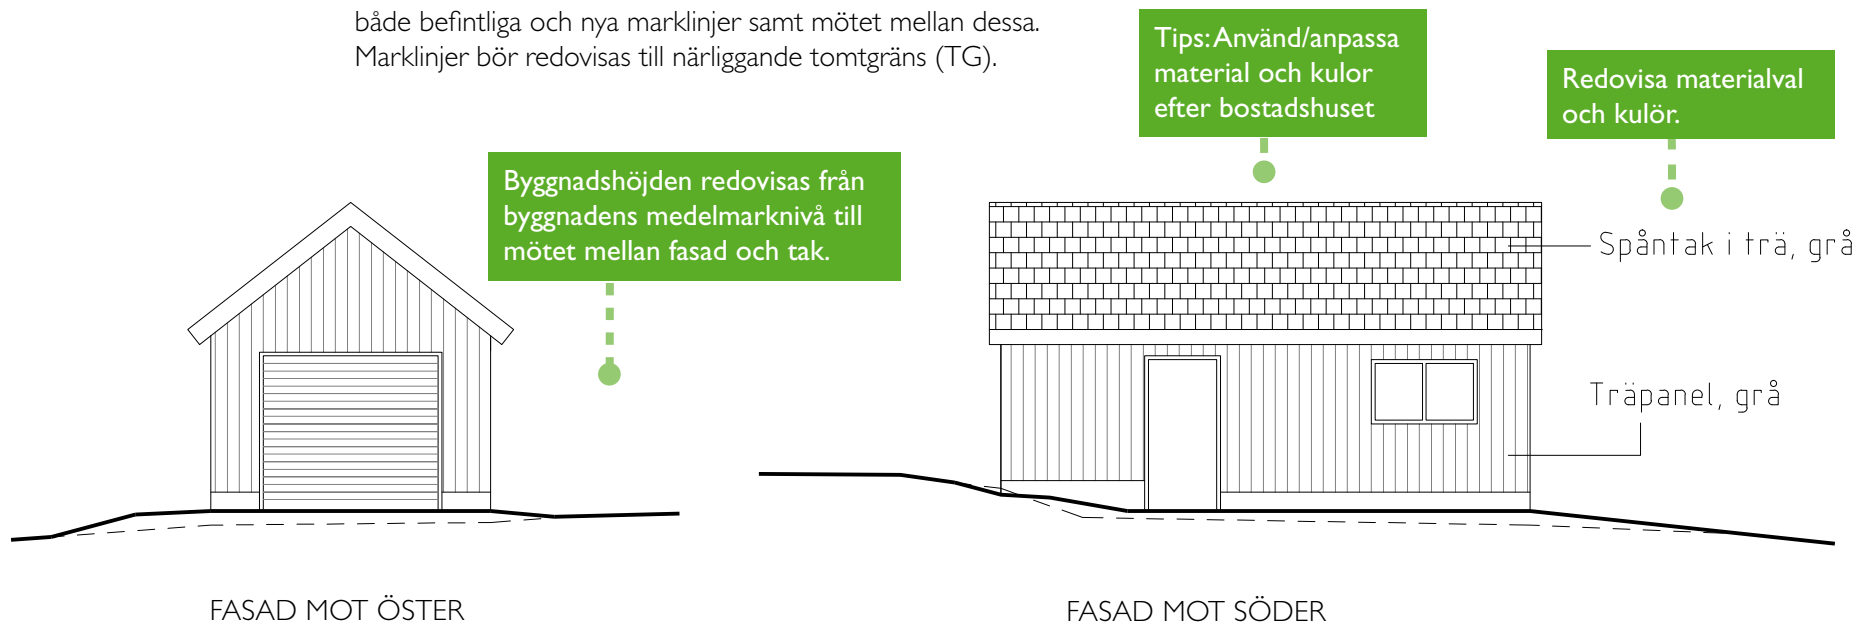 både befintliga och nya marklinjer samt mötet mellan dessa.
Marklinjer bör redovisas till närliggande tomtgräns (TG).
Tips: Använd/anpassa
material och kulor
efter bostadshuset
Redovisa materialval
och kulör.
Byggnadshöjden redovisas från
byggnadens medelmarknivå till
mötet mellan fasad och tak.
Spåntak i trä, grå
Träpanel, grå
FASAD MOT ÖSTER
FASAD MOT SÖDER